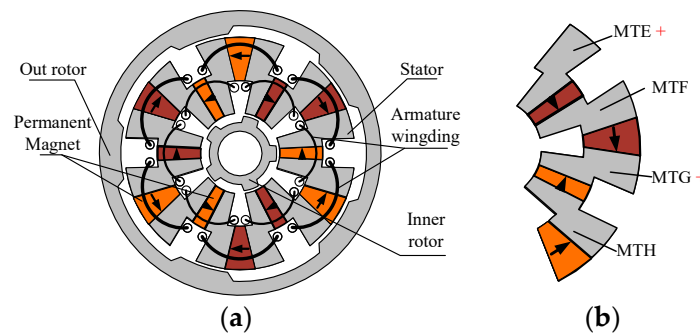 Out rotor
Permanent
Magnet
Stator
Armature
wingding
Inner
rotor
(a)
MTE +
MTF
MTG +
MTH
(b)